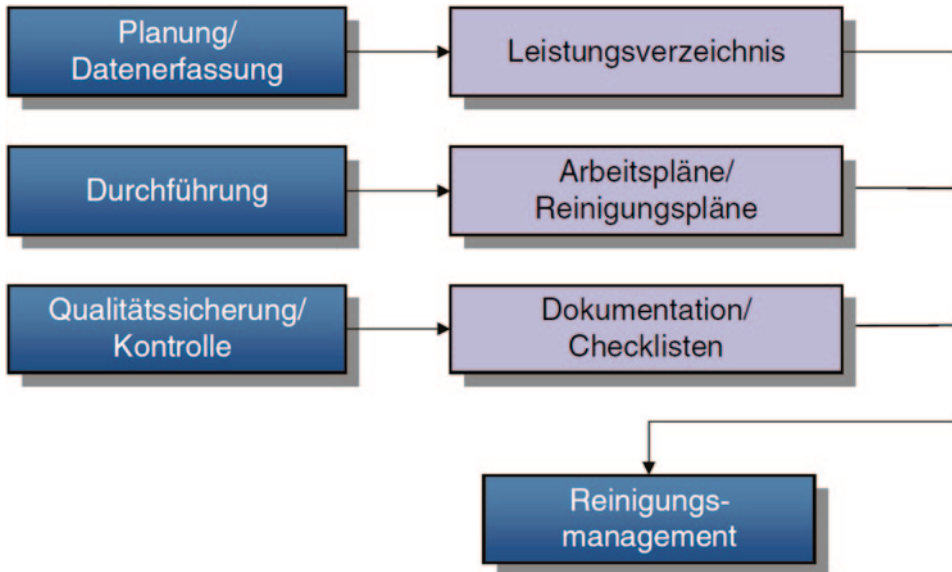 Planung/
Datenerfassung
Leistungsverzeichnis
Durchführung
Arbeitspläne/
Reinigungspläne
Qualitätssicherung/
Kontrolle
Dokumentation/
Checklisten
Reinigungs-
management